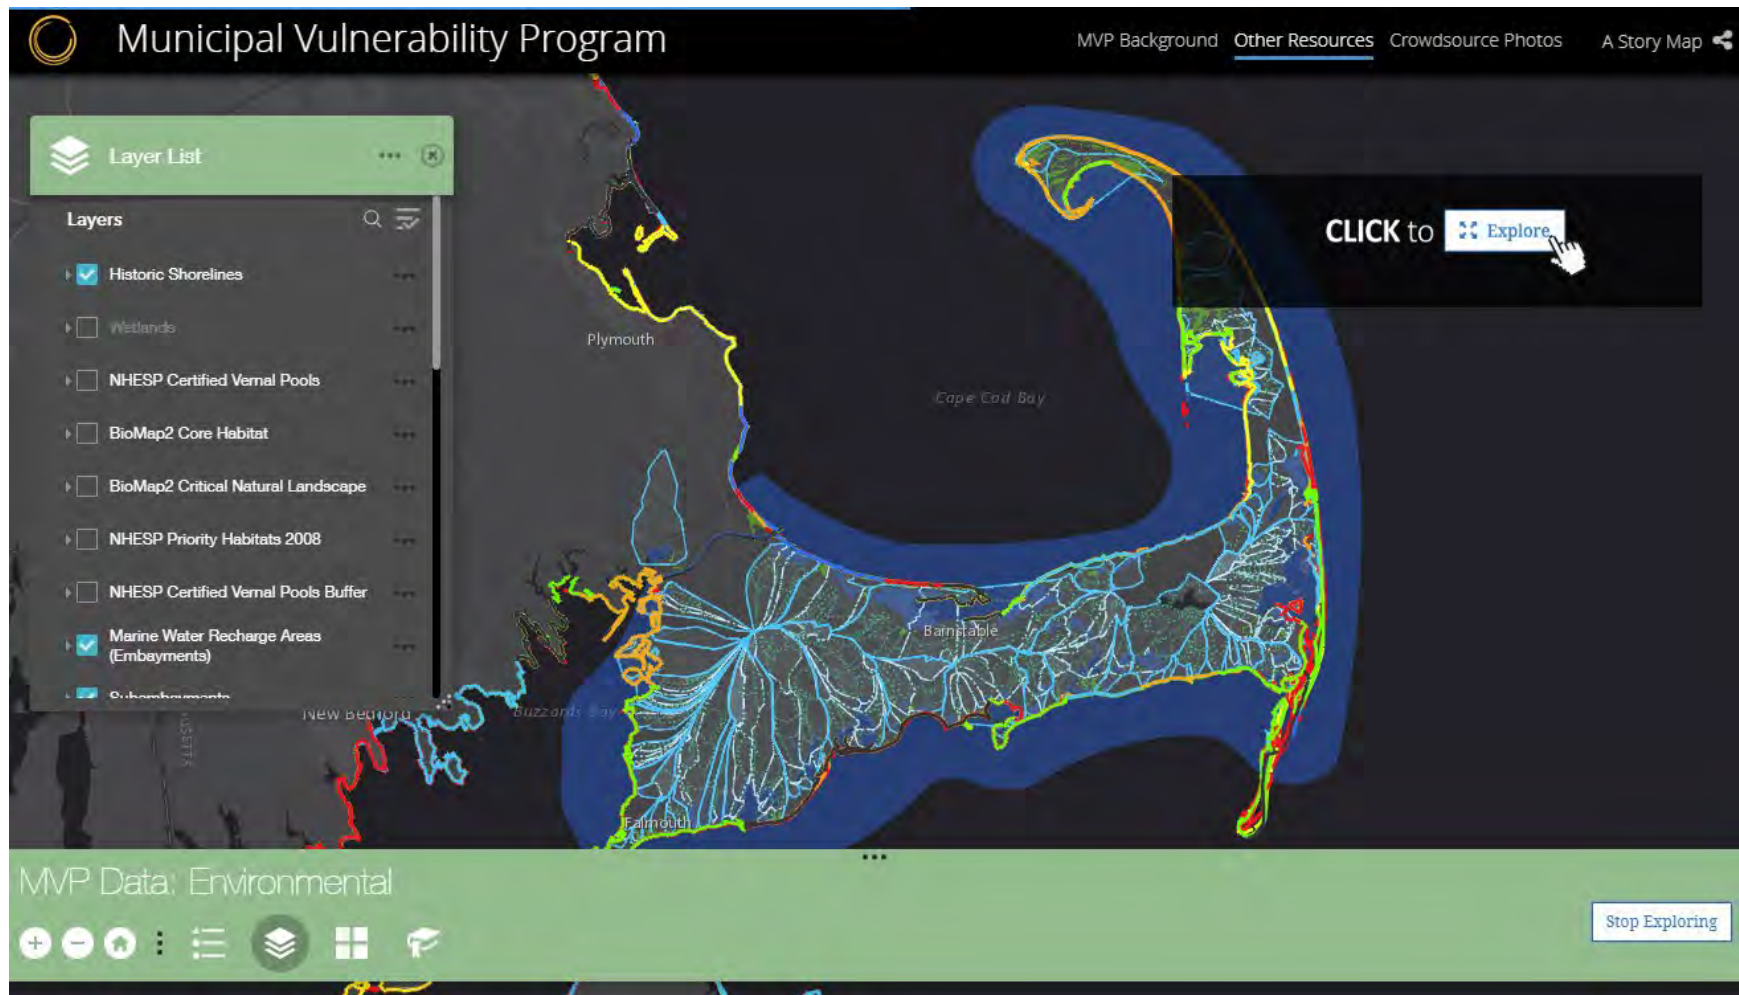 Municipal Vulnerability Program
MVP Background Other Resources Crowdsource Photos A Story Map
Layer List
Layers
Historic Shorelines
Wetlands
NHESP Certified Vernal Pools
BioMap2 Core Habitat
BioMap2 Critical Natural Landscape
NHESP Priority Habitats 2008
NHESP Certified Vernal Pools Buffer
Marine Water Recharge Areas
(Embayments)
Subembayments
CLICK to Explore
Plymouth
Cape Cod Bay
Barnstable
New Bedford
Buzzards Bay
Falmouth
MVP Data: Environmental
Stop Exploring